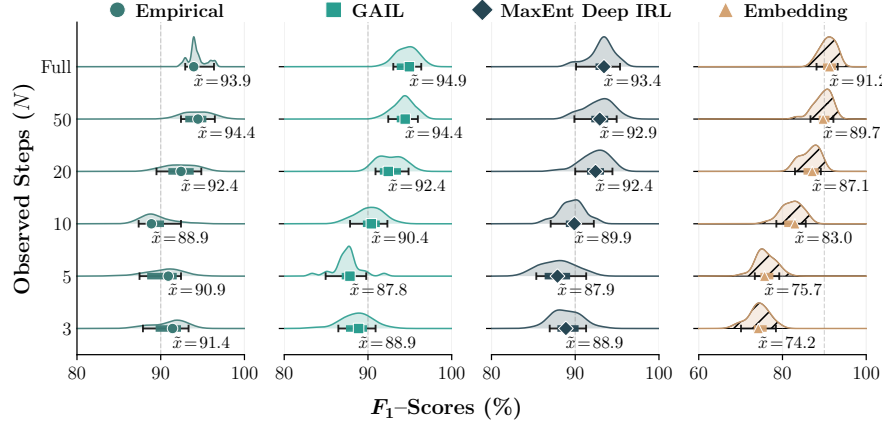 Empirical GAIL MaxEnt Deep IRL Embedding
Full x̃=93.9 x̃=94.9 x̃=93.4 x̃=91.2
50 x̃=94.4 x̃=94.4 x̃=92.9 x̃=89.7
20 x̃=92.4 x̃=92.4 x̃=92.4 x̃=87.1
10 x̃=88.9 x̃=90.4 x̃=89.9 x̃=83.0
5 x̃=90.9 x̃=87.8 x̃=87.9 x̃=75.7
3 x̃=91.4 x̃=88.9 x̃=88.9 x̃=74.2
80 90 100 80 90 100 80 90 100 60 80 100
Observed Steps (N)
F₁–Scores (%)